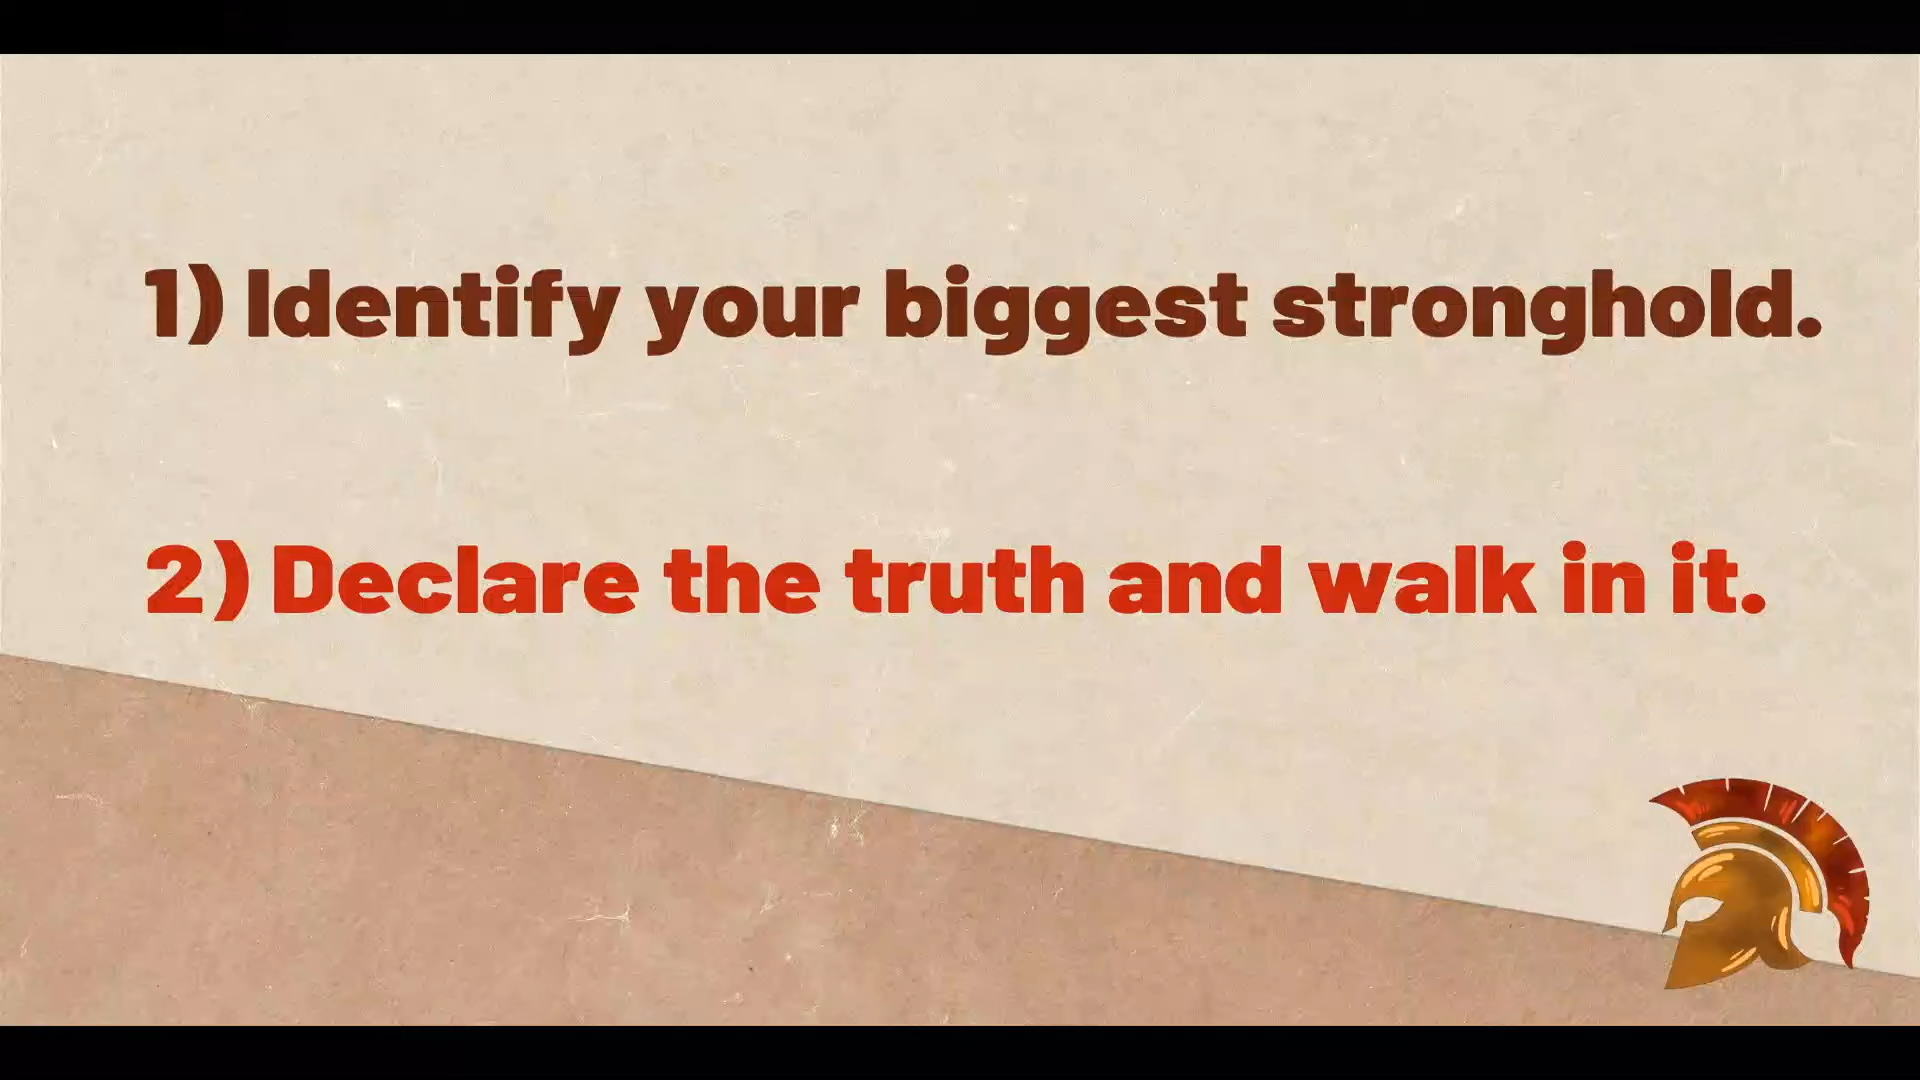 1) Identify your biggest stronghold.
2) Declare the truth and walk in it.